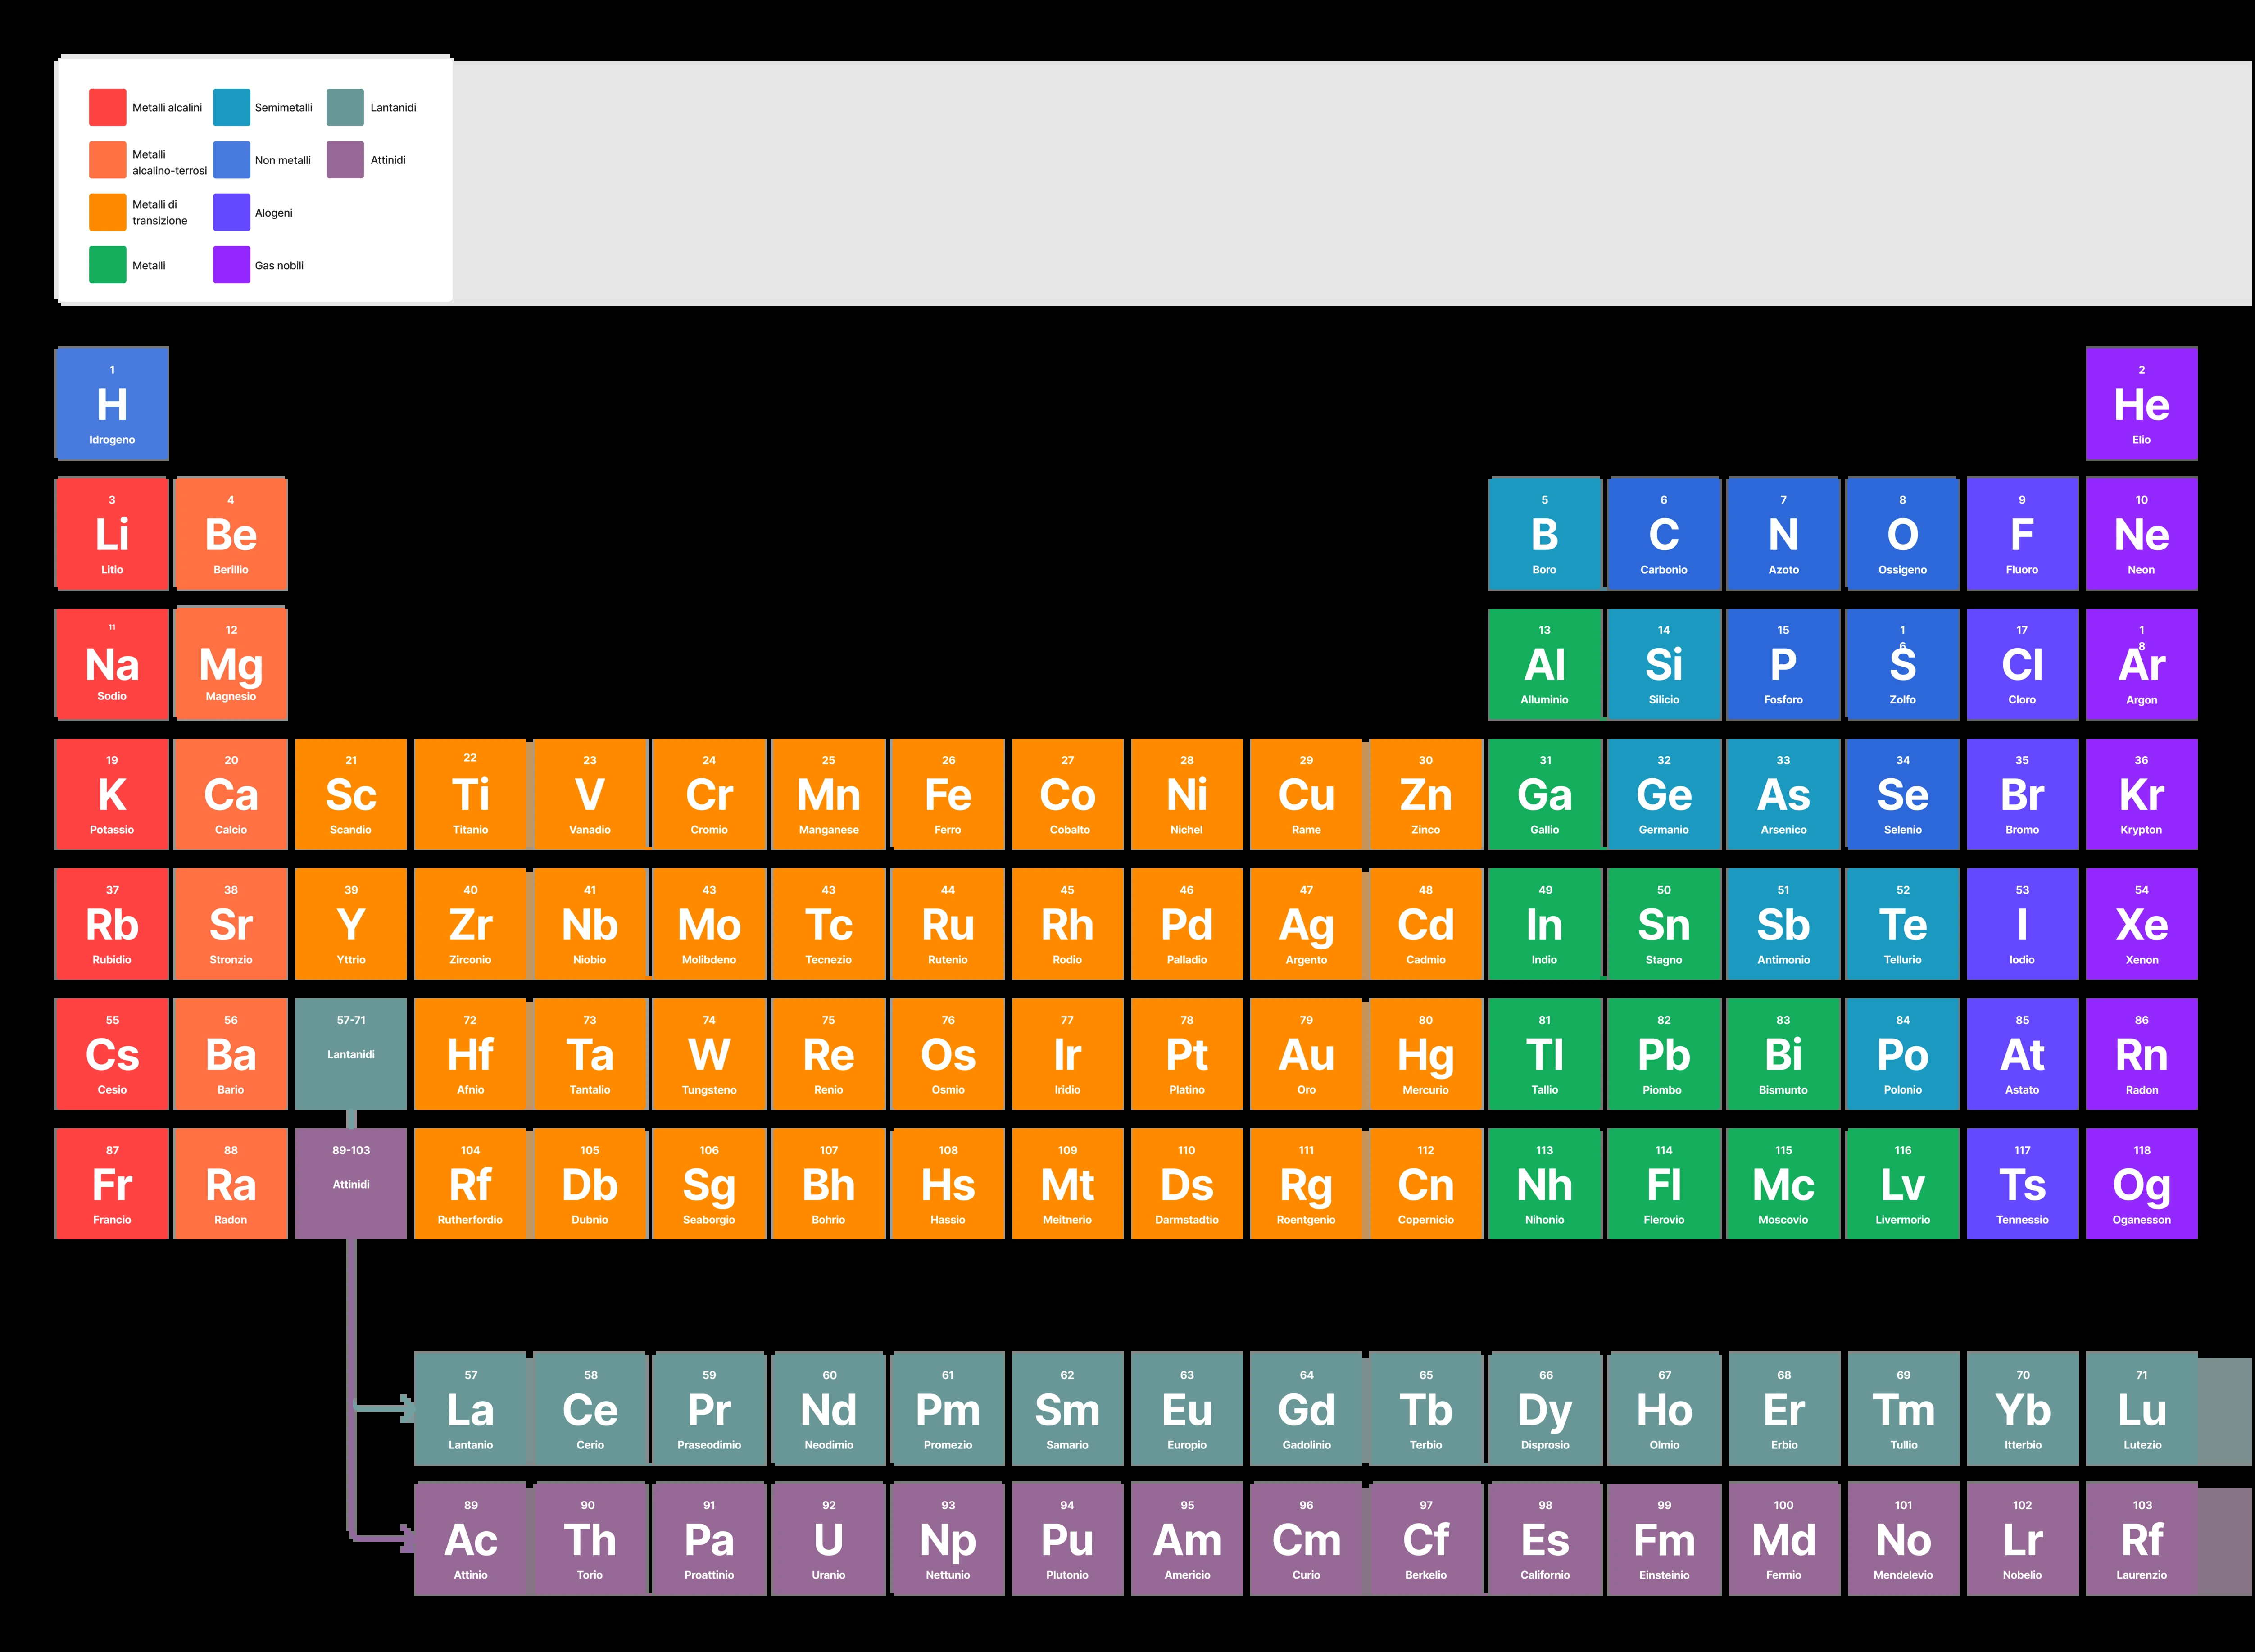 Metalli alcalini
Semimetalli
Lantanidi
Metalli
alcalino-terrosi
Non metalli
Attinidi
Metalli di
transizione
Alogeni
Metalli
Gas nobili
1 2
H He
Idrogeno Elio
3 4 5 6 7 8 9 10
Li Be B C N O F Ne
Litio Berillio Boro Carbonio Azoto Ossigeno Fluoro Neon
11 12 13 14 15 16 17 18
Na Mg Al Si P S Cl Ar
Sodio Magnesio Alluminio Silicio Fosforo Zolfo Cloro Argon
19 20 21 22 23 24 25 26 27 28 29 30 31 32 33 34 35 36
K Ca Sc Ti V Cr Mn Fe Co Ni Cu Zn Ga Ge As Se Br Kr
Potassio Calcio Scandio Titanio Vanadio Cromio Manganese Ferro Cobalto Nichel Rame Zinco Gallio Germanio Arsenico Selenio Bromo Krypton
37 38 39 40 41 43 43 44 45 46 47 48 49 50 51 52 53 54
Rb Sr Y Zr Nb Mo Tc Ru Rh Pd Ag Cd In Sn Sb Te I Xe
Rubidio Stronzio Yttrio Zirconio Niobio Molibdeno Tecnezio Rutenio Rodio Palladio Argento Cadmio Indio Stagno Antimonio Tellurio Iodio Xenon
55 56 57-71 72 73 74 75 76 77 78 79 80 81 82 83 84 85 86
Cs Ba Lantanidi Hf Ta W Re Os Ir Pt Au Hg Tl Pb Bi Po At Rn
Cesio Bario Afnio Tantalio Tungsteno Renio Osmio Iridio Platino Oro Mercurio Tallio Piombo Bismunto Polonio Astato Radon
87 88 89-103 104 105 106 107 108 109 110 111 112 113 114 115 116 117 118
Fr Ra Attinidi Rf Db Sg Bh Hs Mt Ds Rg Cn Nh Fl Mc Lv Ts Og
Francio Radon Rutherfordio Dubnio Seaborgio Bohrio Hassio Meitnerio Darmstadtio Roentgenio Copernicio Nihonio Flerovio Moscovio Livermorio Tennessio Oganesson
57 58 59 60 61 62 63 64 65 66 67 68 69 70 71
La Ce Pr Nd Pm Sm Eu Gd Tb Dy Ho Er Tm Yb Lu
Lantanio Cerio Praseodimio Neodimio Promezio Samario Europio Gadolinio Terbio Disprosio Olmio Erbio Tullio Itterbio Lutezio
89 90 91 92 93 94 95 96 97 98 99 100 101 102 103
Ac Th Pa U Np Pu Am Cm Cf Es Fm Md No Lr Rf
Attinio Torio Proattinio Uranio Nettunio Plutonio Americio Curio Berkelio Californio Einsteinio Fermio Mendelevio Nobelio Laurenzio